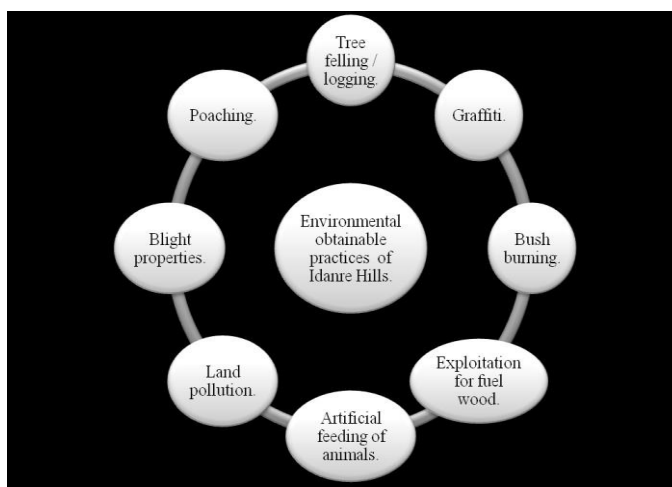 Tree
felling /
logging.
Graffiti.
Bush
burning.
Exploitation
for fuel
wood.
Artificial
feeding of
animals.
Land
pollution.
Blight
properties.
Poaching.
Environmental
obtainable
practices of
Idanre Hills.